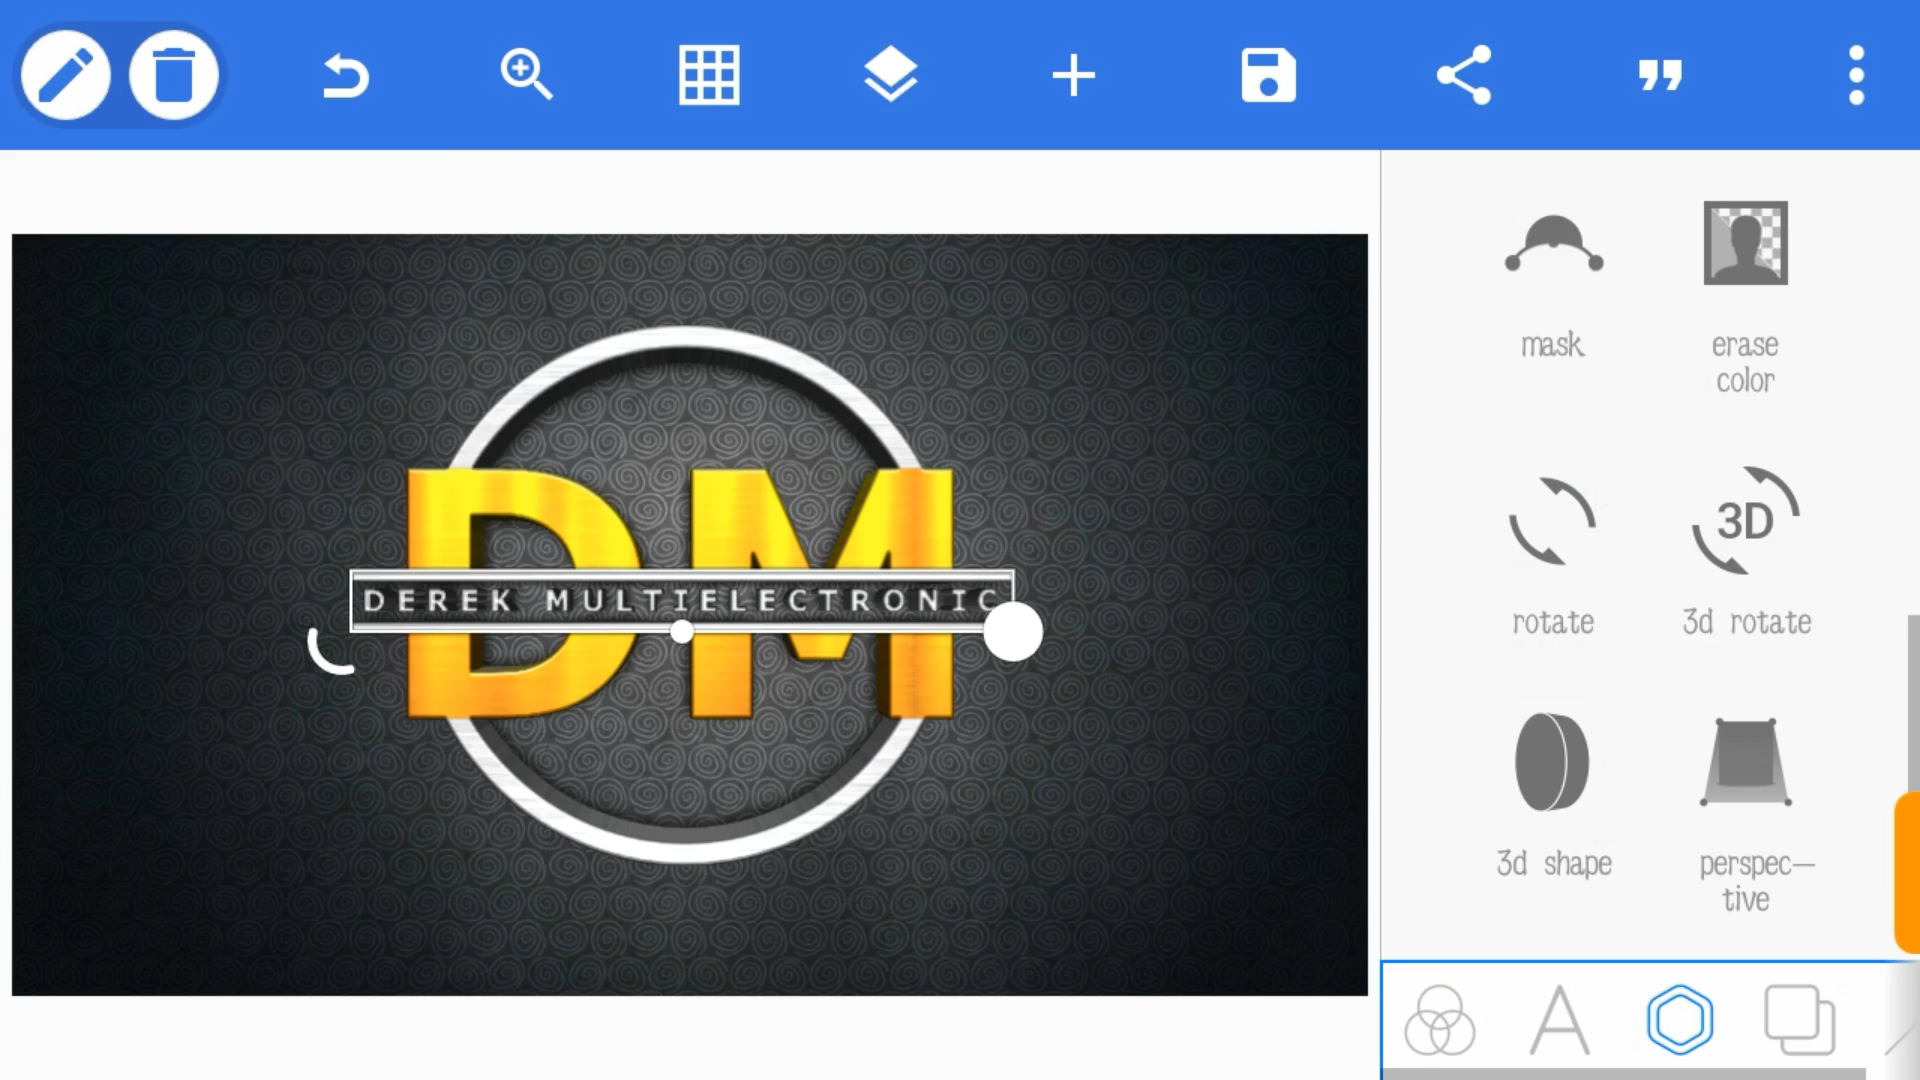 mask
erase
color
DM
DEREK MULTIELECTRONIC
rotate
3D
3d rotate
3d shape
perspec–
tive
A